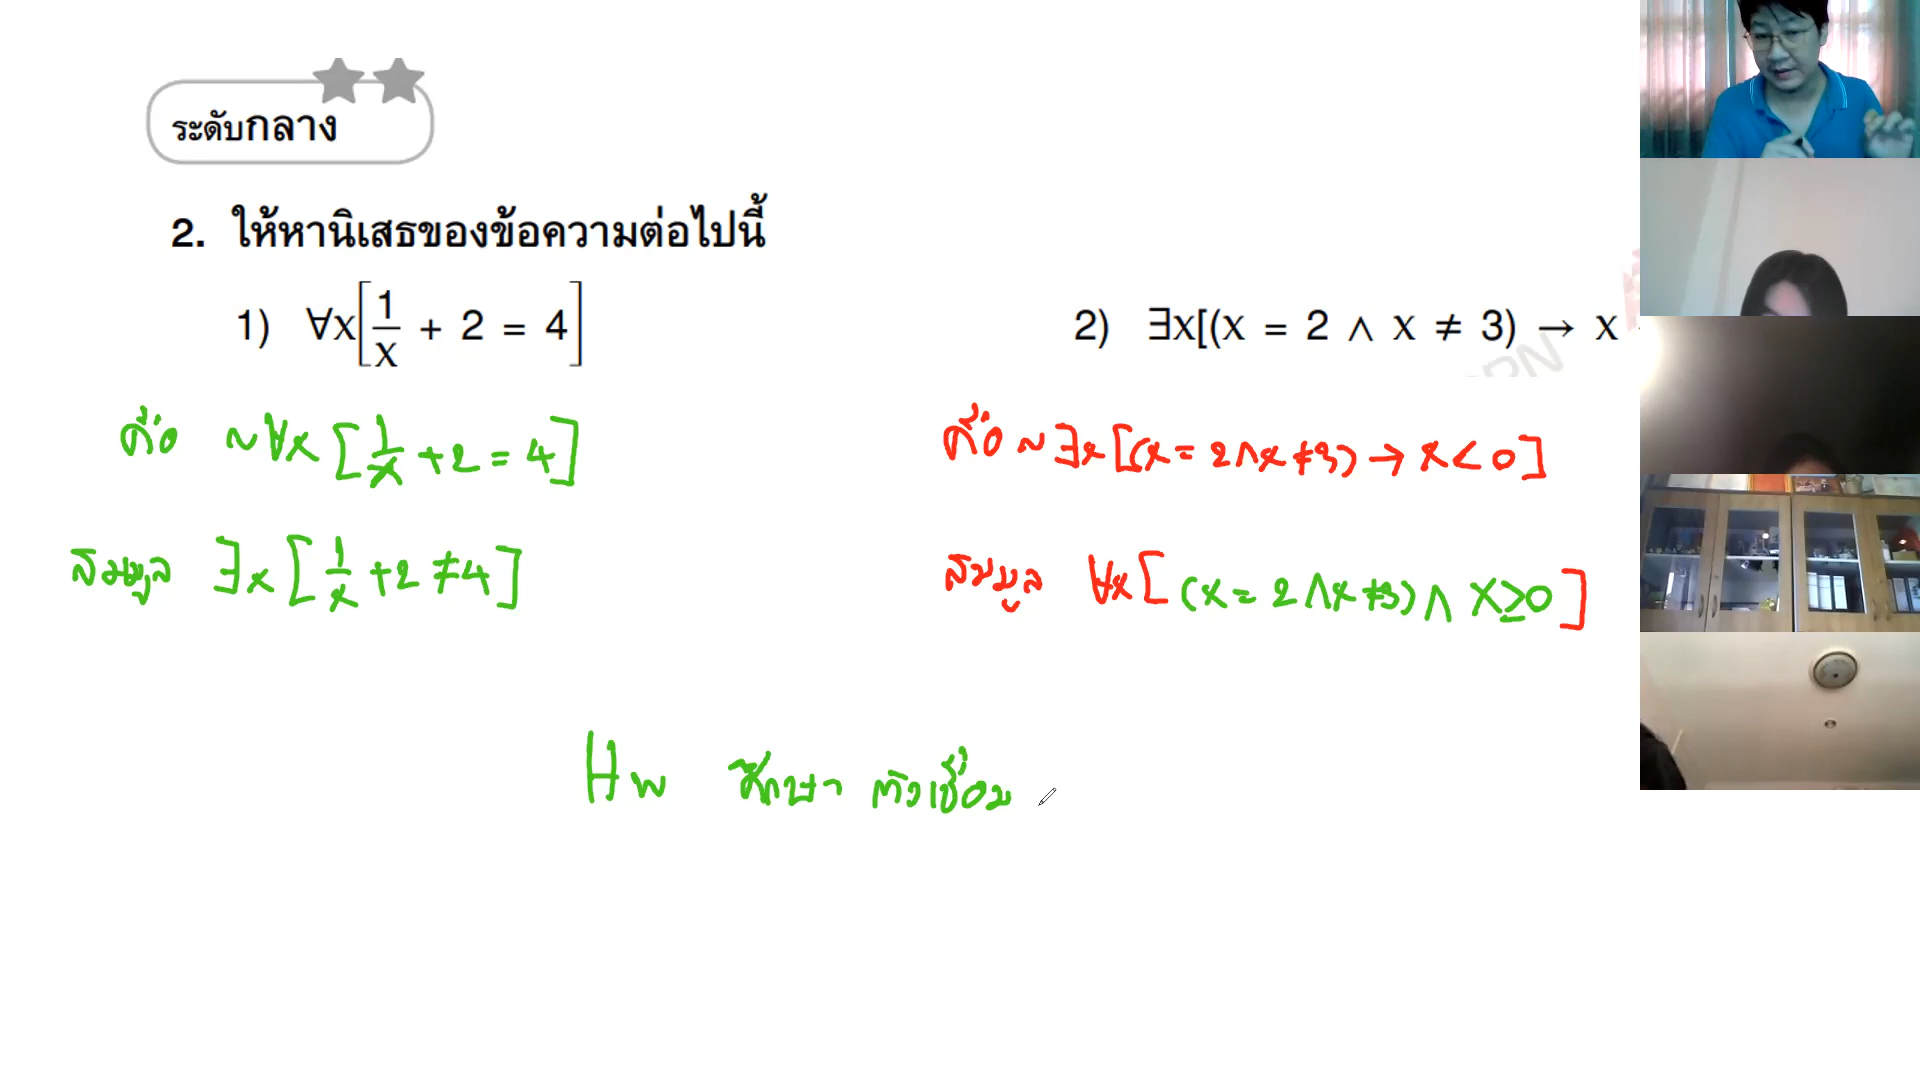 ระดับกลาง
2. ให้หานิเสธของข้อความต่อไปนี้
1) ∀x[1/x + 2 = 4]
2) ∃x[(x = 2 ∧ x ≠ 3) → x
คือ ~∀x [1/x + 2 = 4]
คือ ~∃x [(x = 2 ∧ x ≠ 3) → x < 0]
สมมูล ∃x [1/x + 2 ≠ 4]
สมมูล ∀x [(x = 2 ∧ x ≠ 3) ∧ x ≥ 0]
Hw ศึกษา ตัวเชื่อม